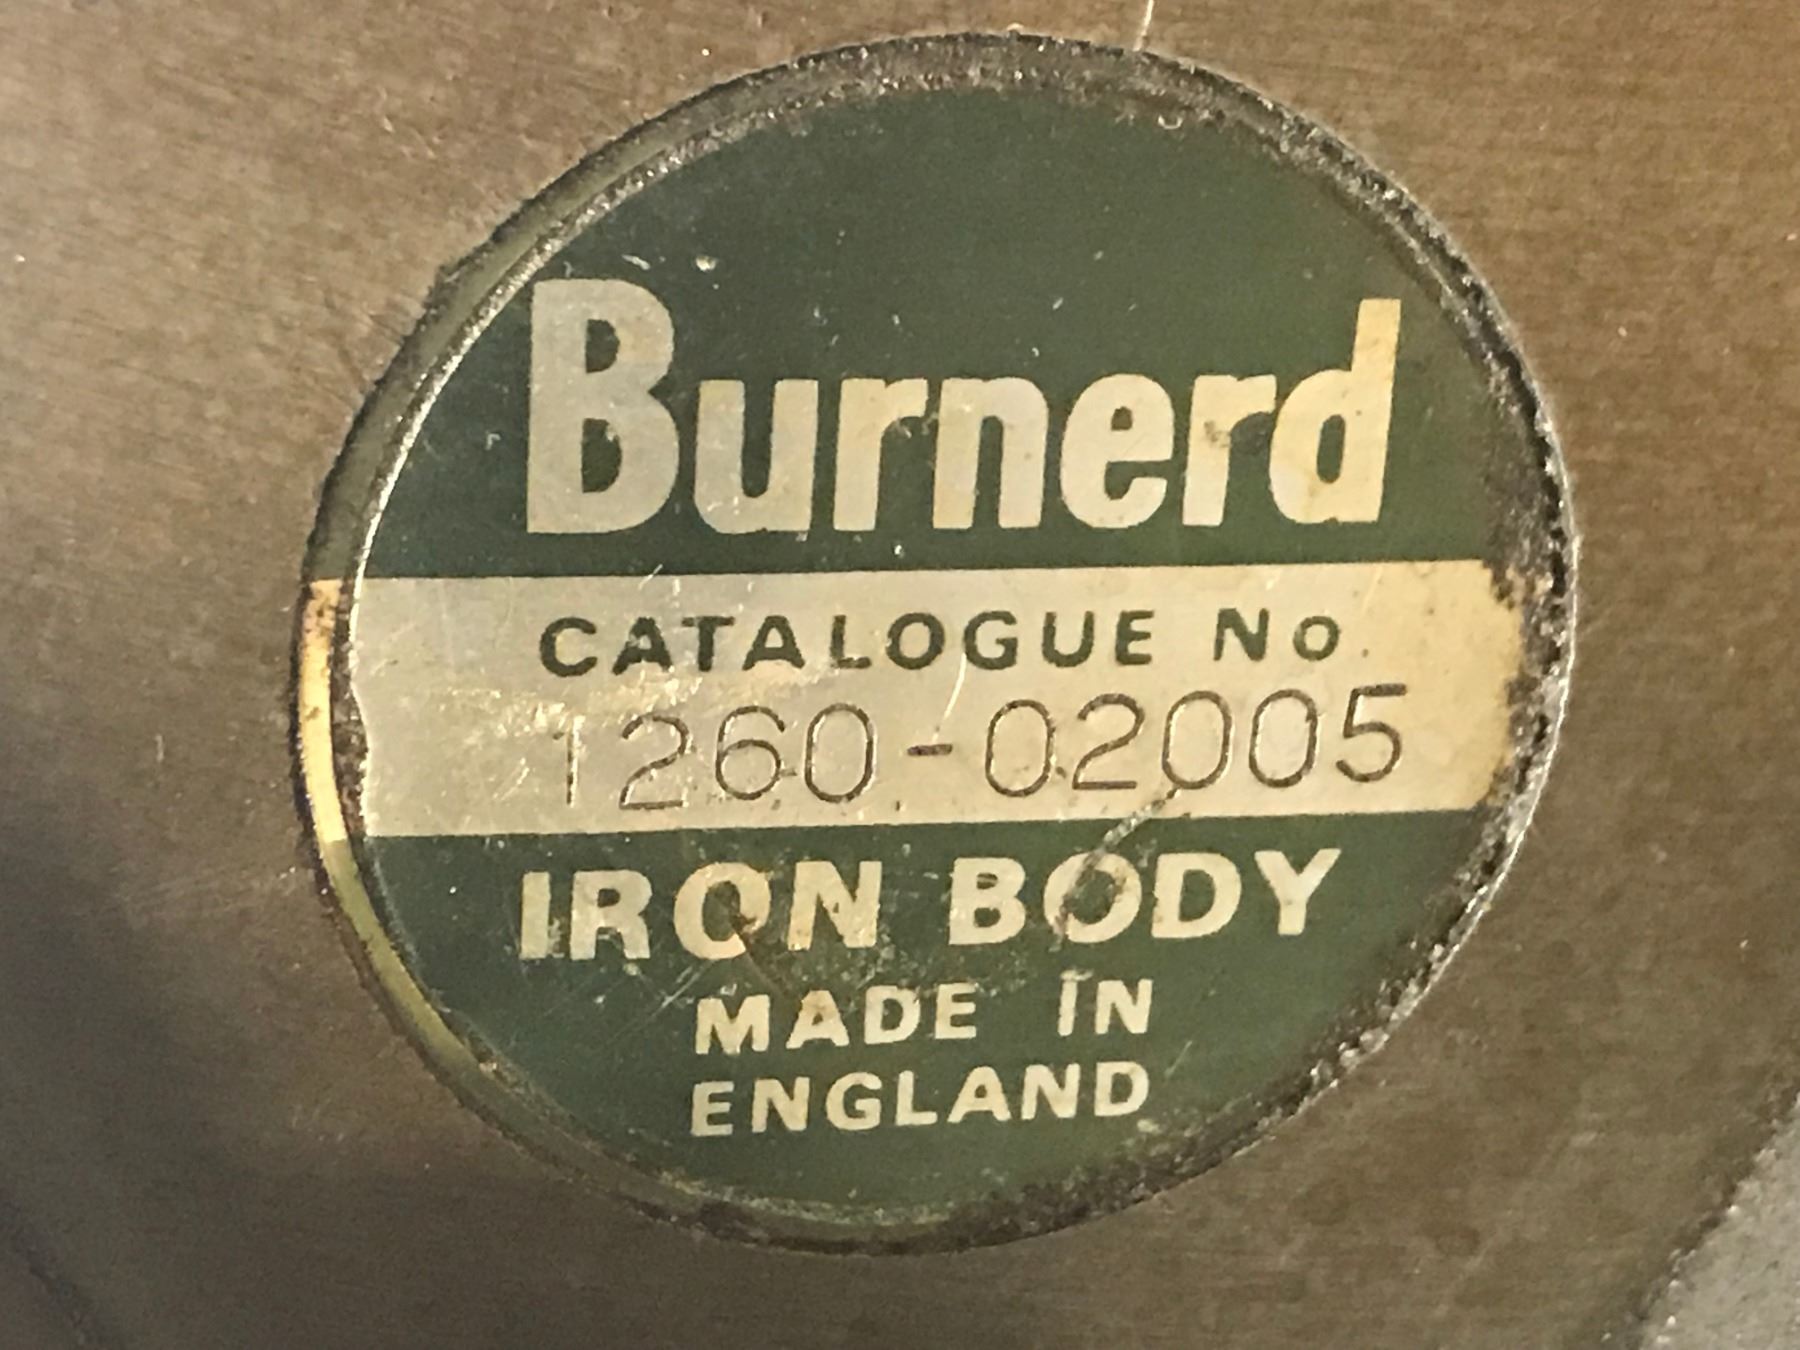 Burnerd
CATALOGUE No.
1260-02005
IRON BODY
MADE IN
ENGLAND